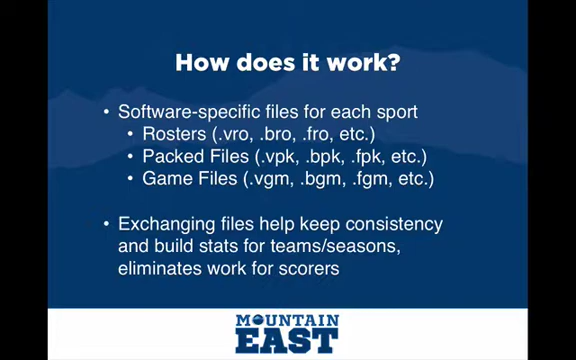 How does it work?
• Software-specific files for each sport
• Rosters (.vro, .bro, .fro, etc.)
• Packed Files (.vpk, .bpk, .fpk, etc.)
• Game Files (.vgm, .bgm, .fgm, etc.)
• Exchanging files help keep consistency
and build stats for teams/seasons,
eliminates work for scorers
MOUNTAIN
EAST